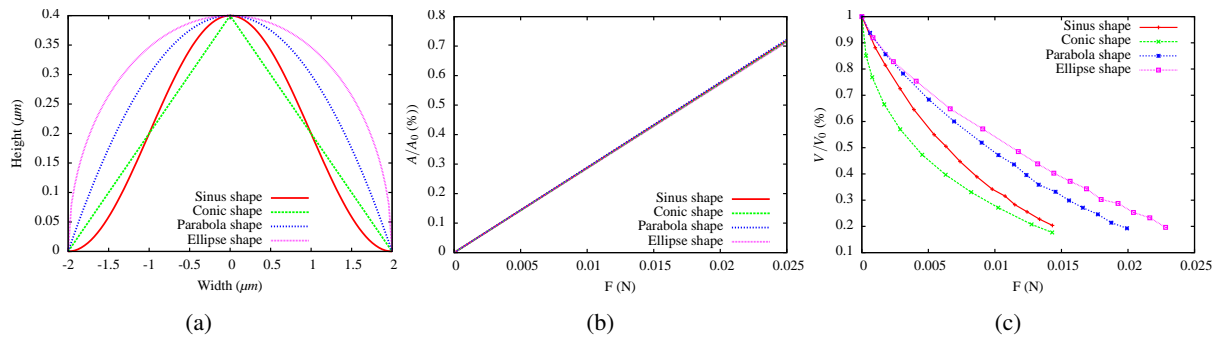 Height (μm)
0.4
0.35
0.3
0.25
0.2
0.15
0.1
0.05
0
-2
-1.5
-1
-0.5
0
0.5
1
1.5
2
Width (μm)
Sinus shape
Conic shape
Parabola shape
Ellipse shape
(a)
A/A0 (%))
0.8
0.7
0.6
0.5
0.4
0.3
0.2
0.1
0
0
0.005
0.01
0.015
0.02
0.025
F (N)
Sinus shape
Conic shape
Parabola shape
Ellipse shape
(b)
V/V0 (%)
1
0.9
0.8
0.7
0.6
0.5
0.4
0.3
0.2
0.1
0
0.005
0.01
0.015
0.02
0.025
F (N)
Sinus shape
Conic shape
Parabola shape
Ellipse shape
(c)